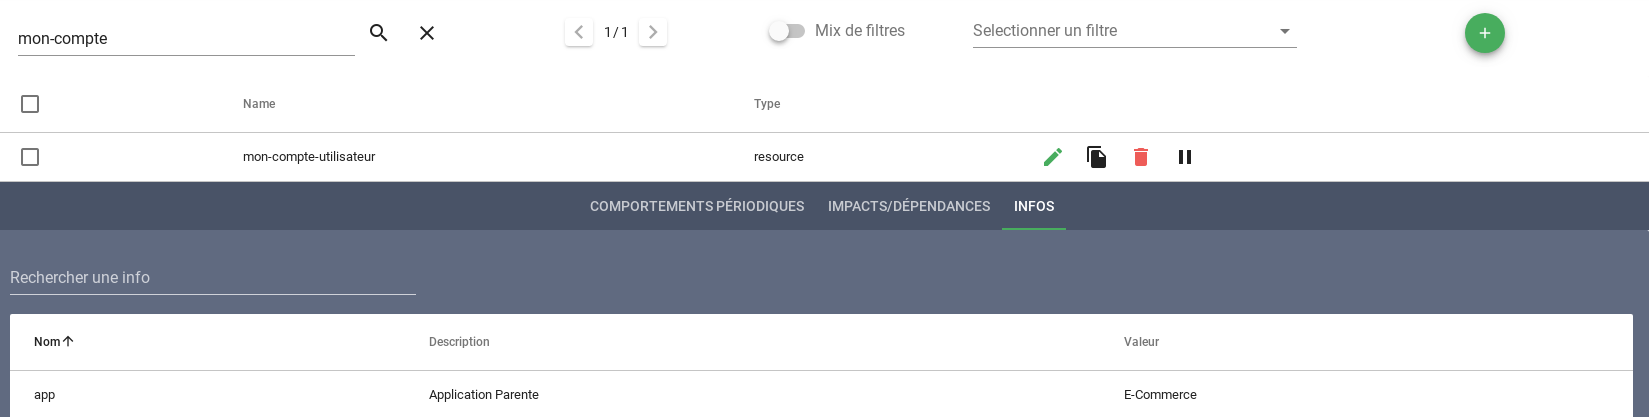 mon-compte
1/1
Mix de filtres
Selectionner un filtre
Name
Type
mon-compte-utilisateur
resource
COMPORTEMENTS PÉRIODIQUES
IMPACTS/DÉPENDANCES
INFOS
Rechercher une info
Nom
Description
Valeur
app
Application Parente
E-Commerce